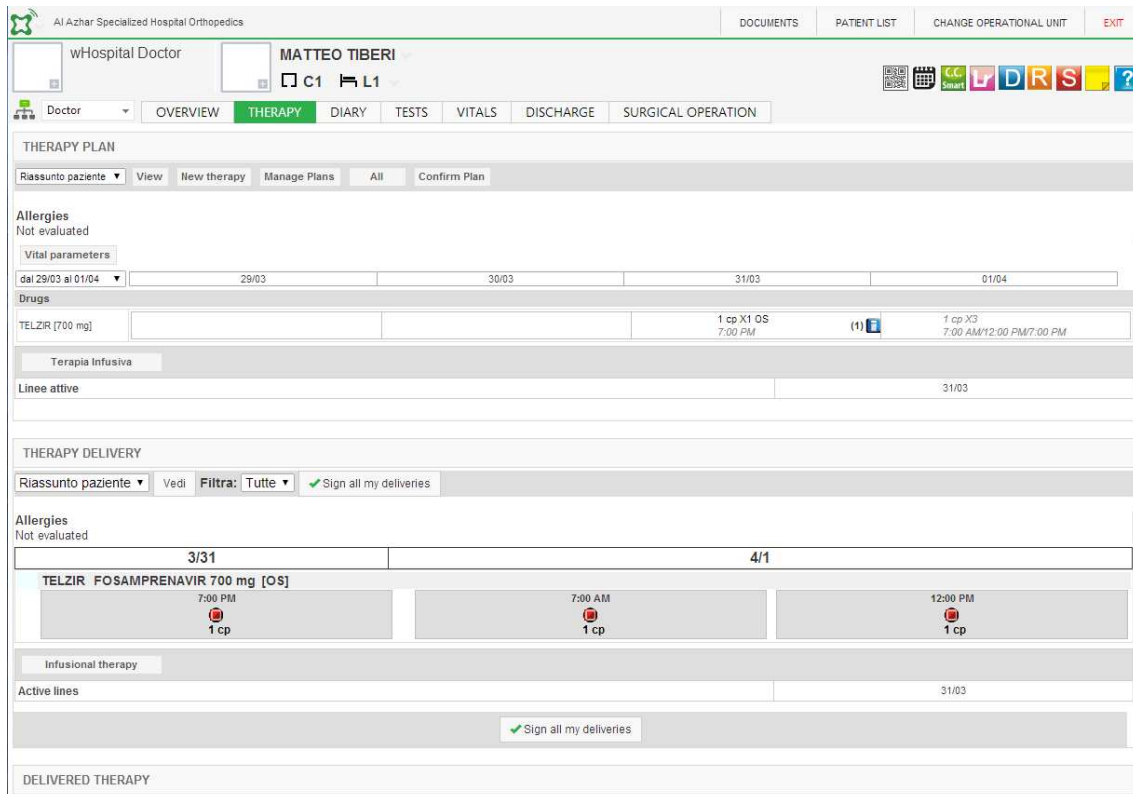 Al Azhar Specialized Hospital Orthopedics DOCUMENTS PATIENT LIST CHANGE OPERATIONAL UNIT EXIT
wHospital Doctor MATTEO TIBERI
C1 L1
C.C. Smart Lr D R S ?
Doctor OVERVIEW THERAPY DIARY TESTS VITALS DISCHARGE SURGICAL OPERATION
THERAPY PLAN
Riassunto paziente View New therapy Manage Plans All Confirm Plan
Allergies
Not evaluated
Vital parameters
dal 29/03 al 01/04 29/03 30/03 31/03 01/04
Drugs
TELZIR [700 mg] 1 cp X1 OS (1) 1 cp X3
7:00 PM 7:00 AM/12:00 PM/7:00 PM
Terapia Infusiva
Linee attive 31/03
THERAPY DELIVERY
Riassunto paziente Vedi Filtra: Tutte Sign all my deliveries
Allergies
Not evaluated
3/31 4/1
TELZIR FOSAMPRENAVIR 700 mg [OS]
7:00 PM 7:00 AM 12:00 PM
1 cp 1 cp 1 cp
Infusional therapy
Active lines 31/03
Sign all my deliveries
DELIVERED THERAPY